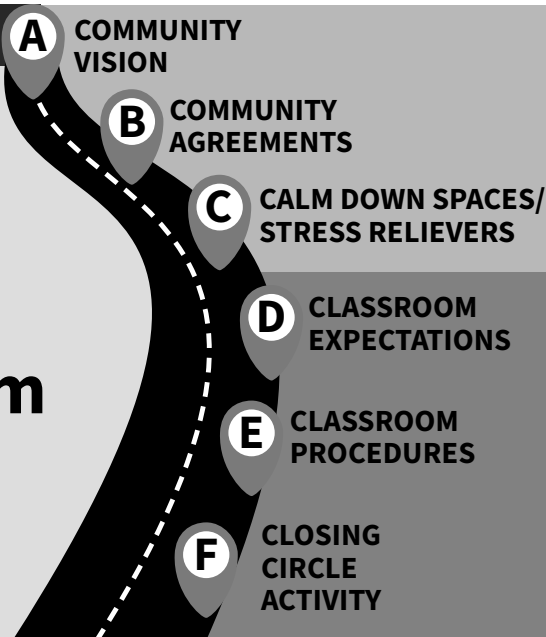 A
COMMUNITY
VISION
B
COMMUNITY
AGREEMENTS
C
CALM DOWN SPACES/
STRESS RELIEVERS
D
CLASSROOM
EXPECTATIONS
m
E
CLASSROOM
PROCEDURES
F
CLOSING
CIRCLE
ACTIVITY